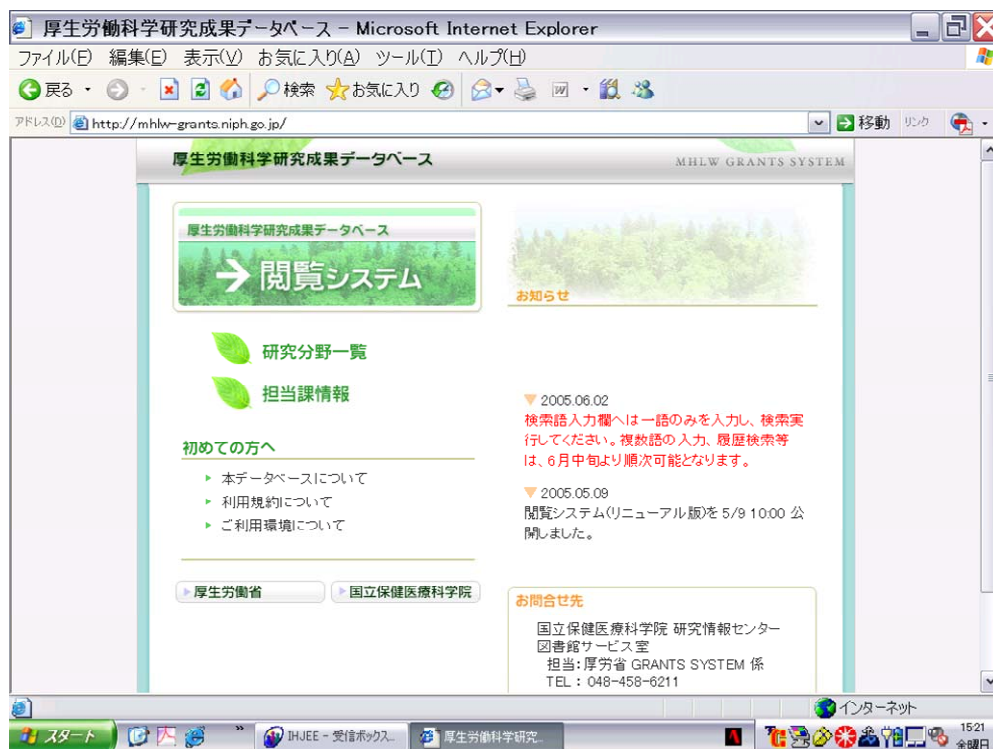 厚生労働科学研究成果データベース - Microsoft Internet Explorer
ファイル(F) 編集(E) 表示(V) お気に入り(A) ツール(T) ヘルプ(H)
戻る 検索 お気に入り
アドレス(D) http://mhlw-grants.niph.go.jp/ 移動 リンク
厚生労働科学研究成果データベース
MHLW GRANTS SYSTEM
厚生労働科学研究成果データベース
閲覧システム
研究分野一覧
担当課情報
初めての方へ
本データベースについて
利用規約について
ご利用環境について
厚生労働省 国立保健医療科学院
お知らせ
2005.06.02
検索語入力欄へは一語のみを入力し、検索実
行してください。複数語の入力、履歴検索等
は、6月中旬より順次可能となります。
2005.05.09
閲覧システム(リニューアル版)を 5/9 10:00 公
開しました。
お問合せ先
国立保健医療科学院 研究情報センター
図書館サービス室
担当：厚労省 GRANTS SYSTEM 係
TEL： 048-458-6211
インターネット
スタート IHJEE - 受信ボックス... 厚生労働科学研究... 15:21
金曜日